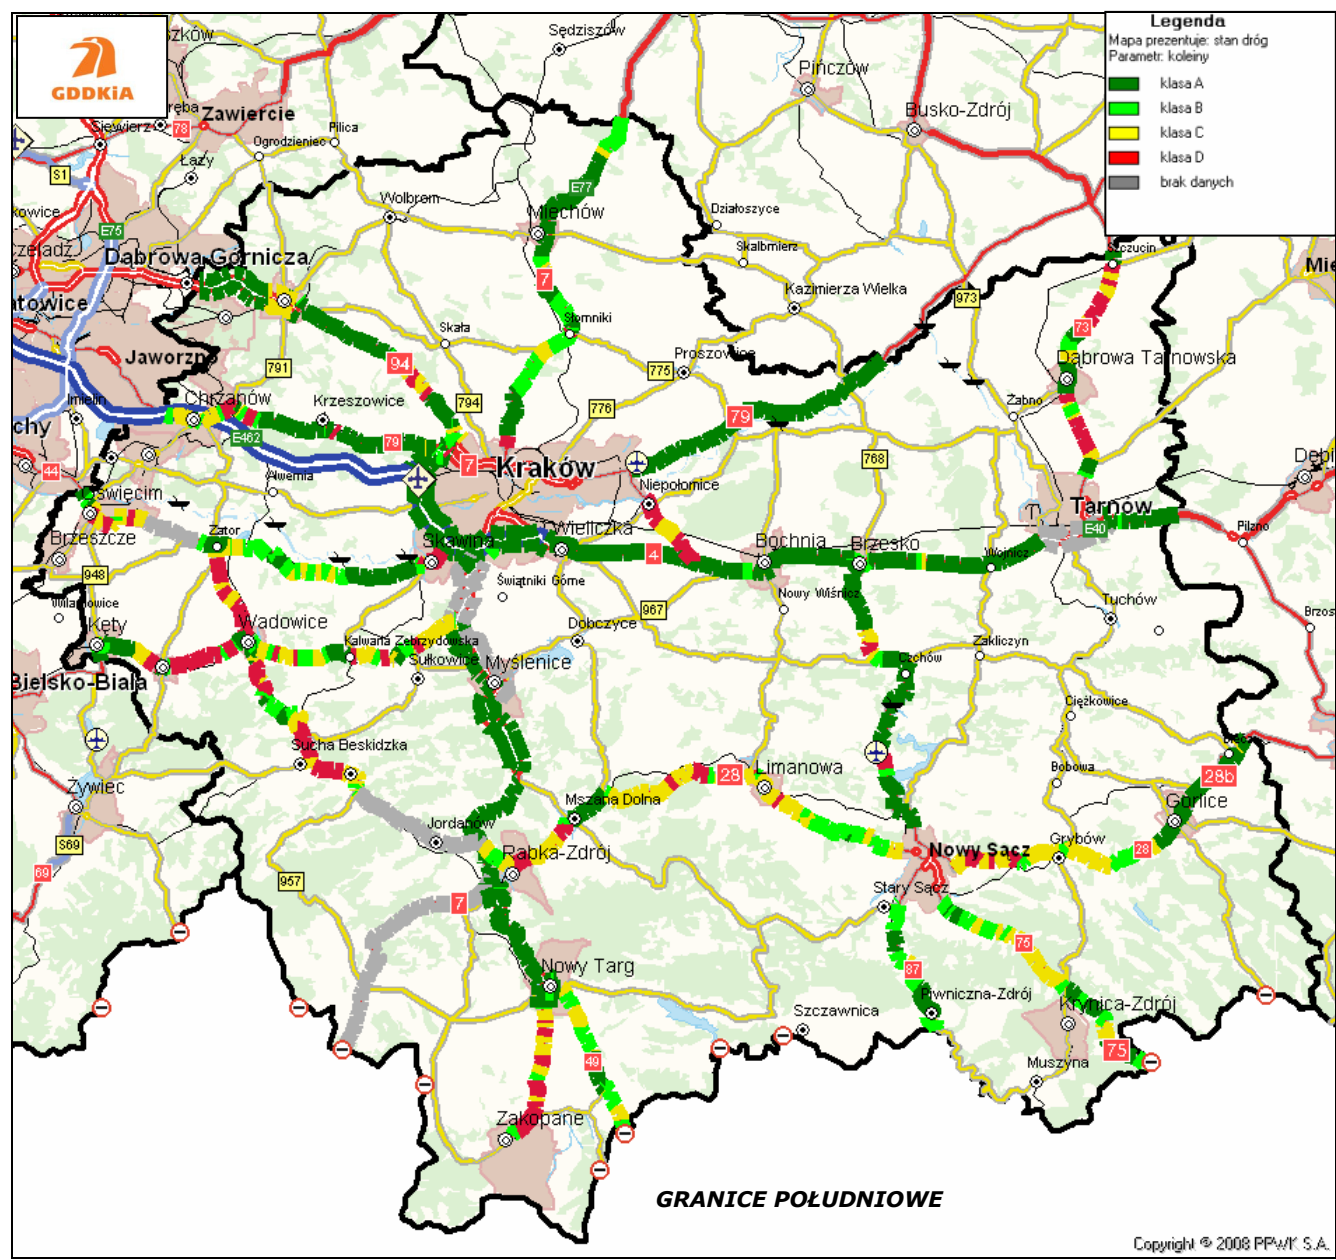 GDDKiA
Legenda
Mapa prezentuje: stan dróg
Parametr: koleiny
klasa A
klasa B
klasa C
klasa D
brak danych
Sędziszów
Pińczów
Busko-Zdrój
Zawiercie
Siewierz
78
Pilica
Ogrodzieniec
Łazy
S1
E77
Wolbrom
Miechów
Działoszyce
E75
Skalbmierz
Szczucin
Dąbrowa Górnicza
7
Kazimierza Wielka
973
73
Słomniki
Skała
Jaworzno
94
Proszowice
Dąbrowa Tarnowska
791
775
Imielin
Chrzanów
Krzeszowice
794
776
79
Żabno
E462
79
44
7
Kraków
768
Alwernia
Niepołomice
Oświęcim
Tarnow
E40
Pilzno
Brzeszcze
Zator
Skawina
Wieliczka
4
Bochnia
Brzesko
Wojnicz
948
Świątniki Górne
Nowy Wiśnicz
967
Tuchów
Kęty
Wadowice
Kalwaria Zebrzydowska
Dobczyce
Zakliczyn
Sułkowice
Myślenice
Czchów
Bielsko-Biala
Ciężkowice
Sucha Beskidzka
Limanowa
28
Bobowa
28b
Żywiec
Mszana Dolna
Gorlice
S69
Jordanów
Rabka-Zdrój
Nowy Sącz
Grybów
28
69
957
7
Stary Sącz
75
Nowy Targ
87
Piwniczna-Zdrój
Krynica-Zdrój
Szczawnica
49
75
Muszyna
Zakopane
GRANICE POŁUDNIOWE
Copyright © 2008 PPWK S.A.